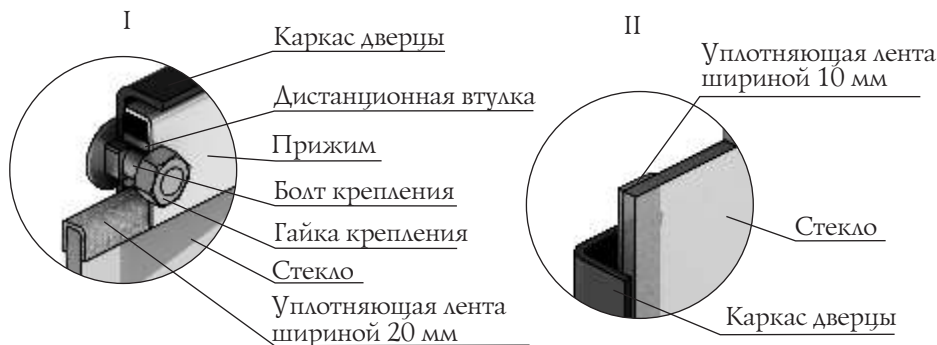 I
Каркас дверцы
Дистанционная втулка
Прижим
Болт крепления
Гайка крепления
Стекло
Уплотняющая лента
шириной 20 мм
II
Уплотняющая лента
шириной 10 мм
Стекло
Каркас дверцы